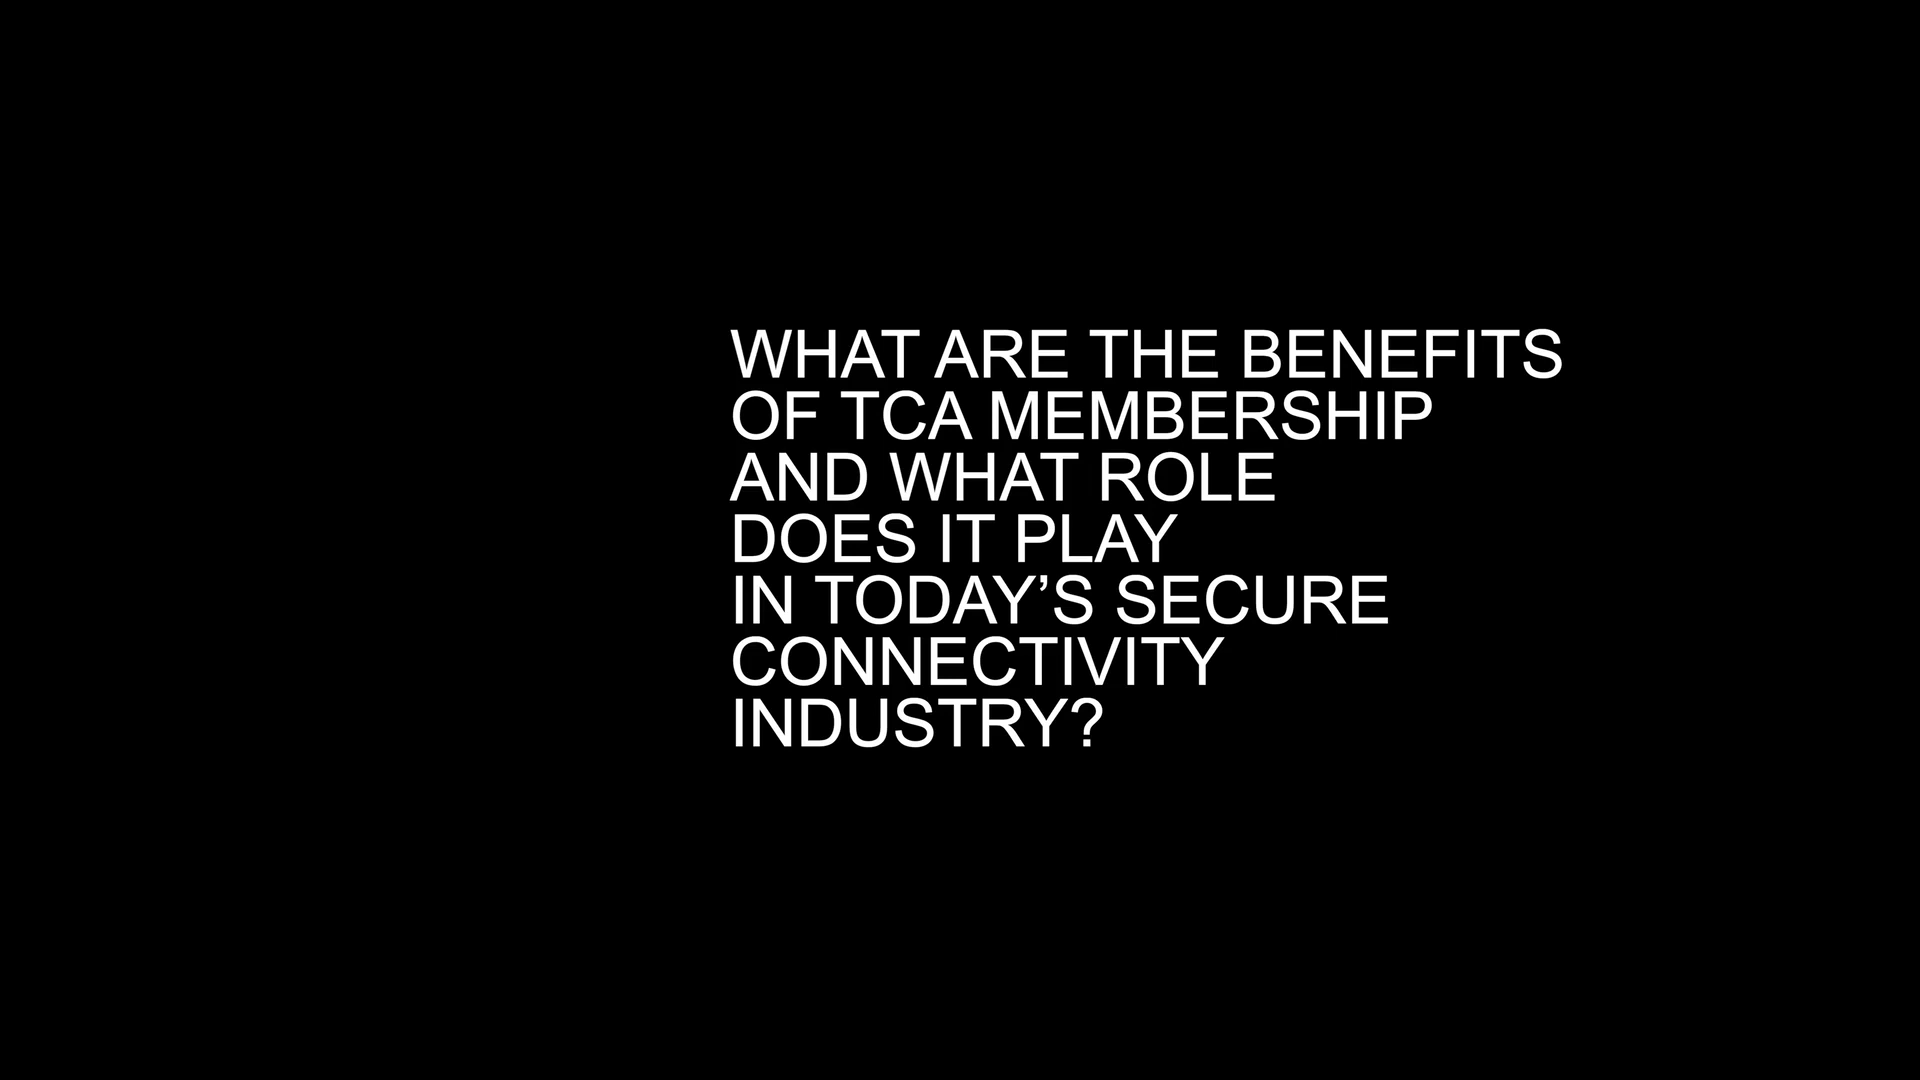 WHAT ARE THE BENEFITS
OF TCA MEMBERSHIP
AND WHAT ROLE
DOES IT PLAY
IN TODAY’S SECURE
CONNECTIVITY
INDUSTRY?